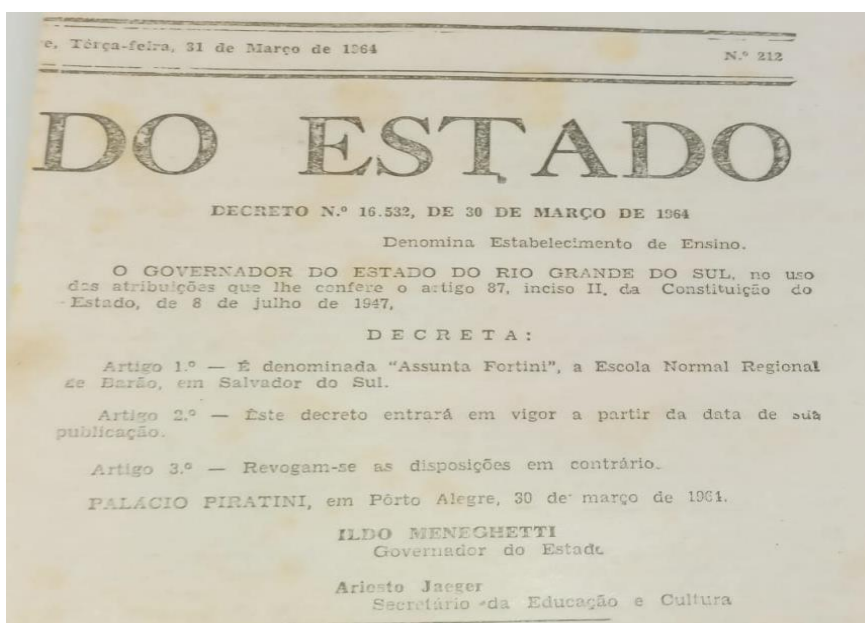 e, Têrça-feira, 31 de Março de 1964
N.º 212
DO ESTADO
DECRETO N.º 16.532, DE 30 DE MARÇO DE 1964
Denomina Estabelecimento de Ensino.
O GOVERNADOR DO ESTADO DO RIO GRANDE DO SUL, no uso
das atribuições que lhe confere o artigo 87, inciso II, da Constituição do
Estado, de 8 de julho de 1947,
DECRETA:
Artigo 1.º — É denominada "Assunta Fortini", a Escola Normal Regional
de Barão, em Salvador do Sul.
Artigo 2.º — Êste decreto entrará em vigor a partir da data de sua
publicação.
Artigo 3.º — Revogam-se as disposições em contrário.
PALÁCIO PIRATINI, em Pôrto Alegre, 30 de março de 1964.
ILDO MENEGHETTI
Governador do Estado
Ariosto Jaeger
Secretário da Educação e Cultura